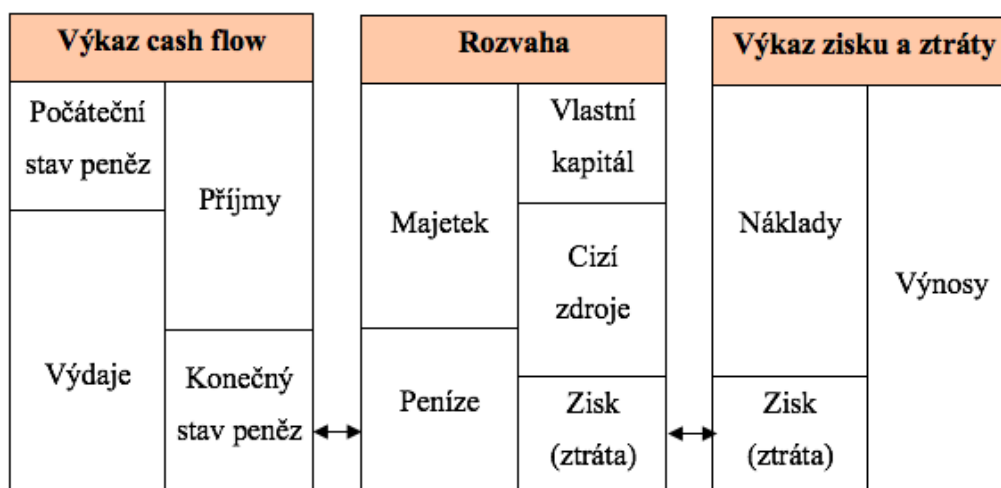 Výkaz cash flow
Počáteční
stav peněz
Příjmy
Výdaje
Konečný
stav peněz
Rozvaha
Majetek
Vlastní
kapitál
Cizí
zdroje
Peníze
Zisk
(ztráta)
Výkaz zisku a ztráty
Náklady
Výnosy
Zisk
(ztráta)